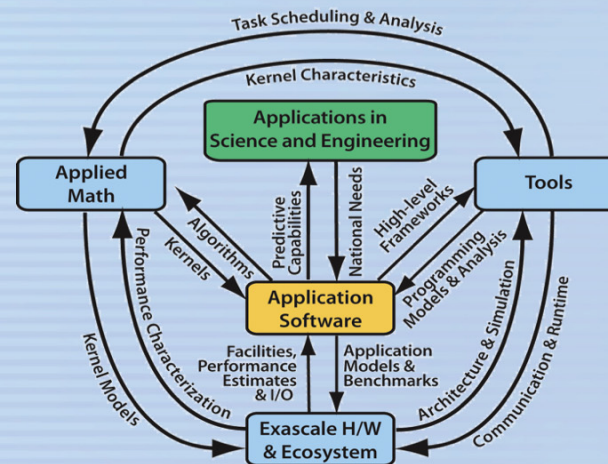 Task Scheduling & Analysis
Kernel Characteristics
Applications in
Science and Engineering
Applied
Math
Tools
Predictive
Capabilities
National Needs
High-level
Frameworks
Algorithms
Kernels
Programming
Models & Analysis
Performance Characterization
Kernel Models
Application
Software
Architecture & Simulation
Communication & Runtime
Facilities,
Performance
Estimates
& I/O
Application
Models &
Benchmarks
Exascale H/W
& Ecosystem